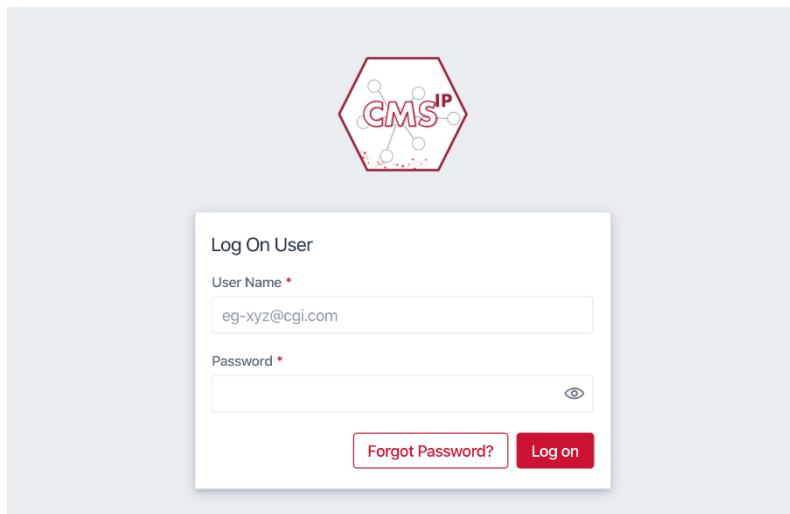 CMS IP
Log On User
User Name *
eg-xyz@cgi.com
Password *
Forgot Password? Log on